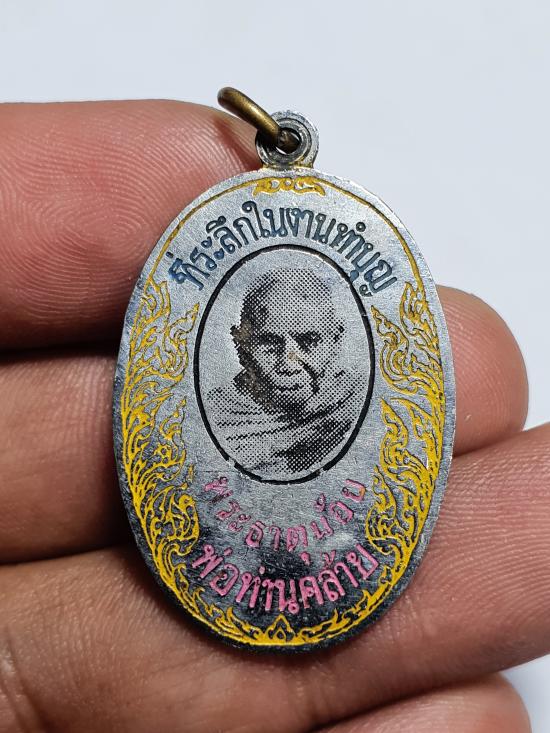 ที่ระลึกในงานทำบุญ
พระธาตุน้อย
พ่อท่านคล้าย